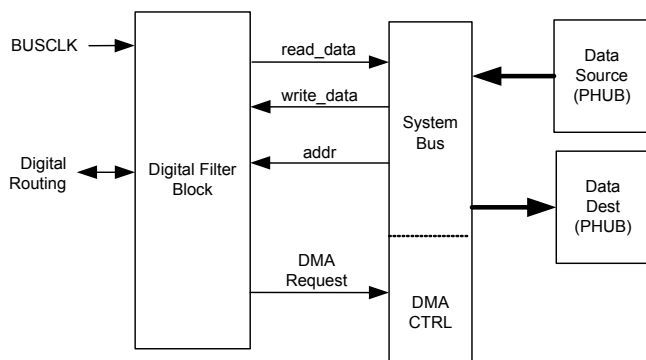 BUSCLK
Digital
Routing
Digital Filter
Block
read_data
write_data
addr
DMA
Request
System
Bus
DMA
CTRL
Data
Source
(PHUB)
Data
Dest
(PHUB)